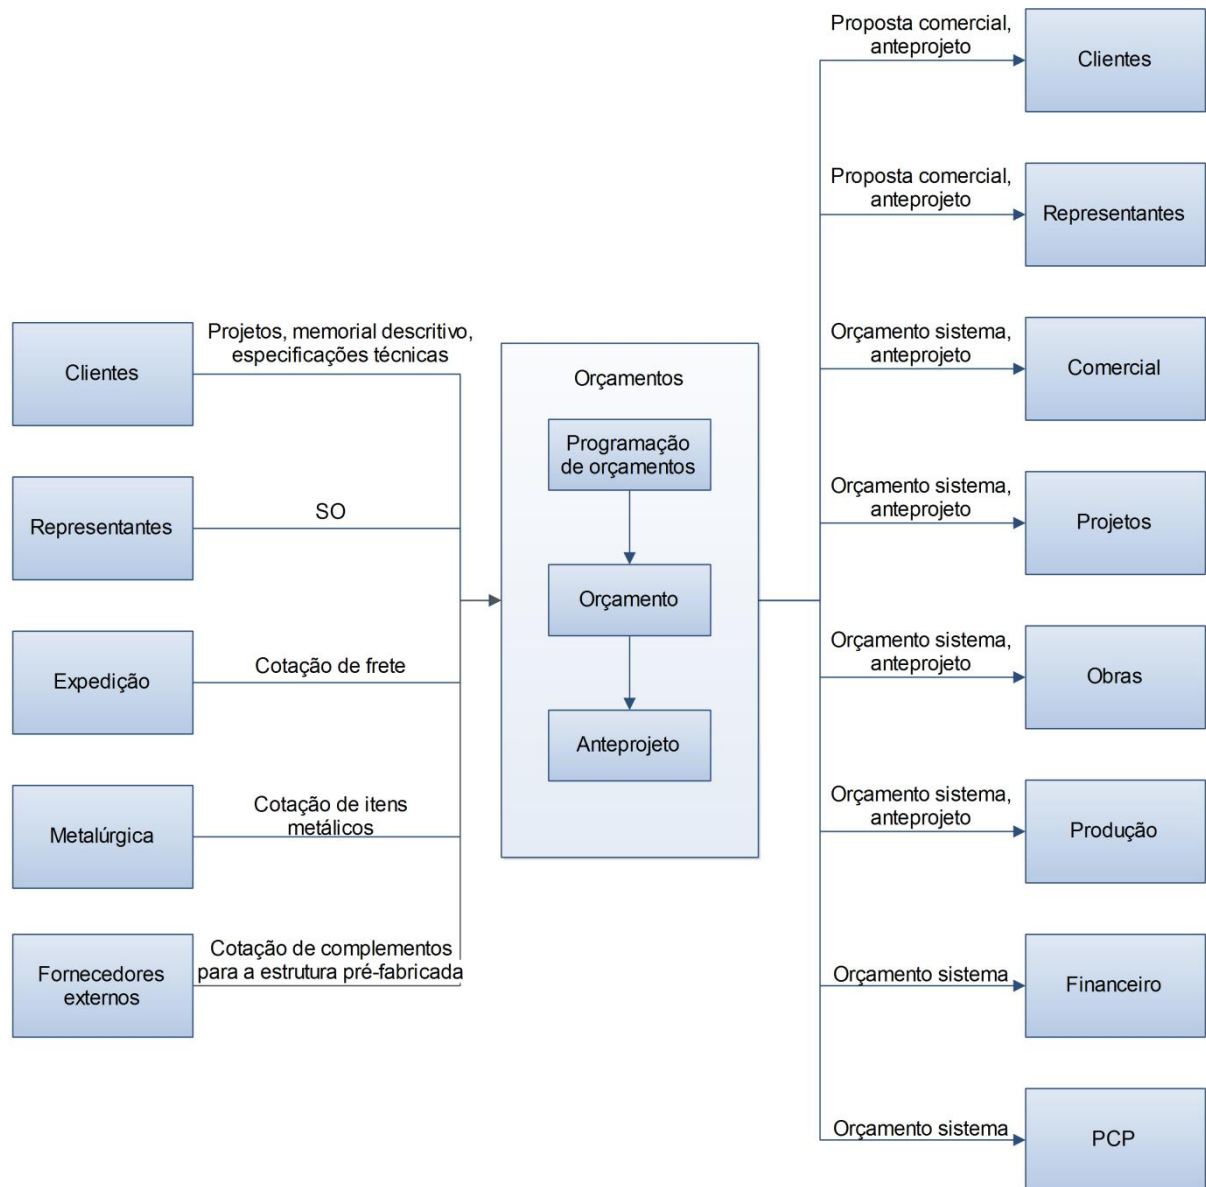 Clientes
Projetos, memorial descritivo,
especificações técnicas
Representantes
SO
Expedição
Cotação de frete
Metalúrgica
Cotação de itens
metálicos
Fornecedores
externos
Cotação de complementos
para a estrutura pré-fabricada
Orçamentos
Programação
de orçamentos
Orçamento
Anteprojeto
Proposta comercial,
anteprojeto
Clientes
Proposta comercial,
anteprojeto
Representantes
Orçamento sistema,
anteprojeto
Comercial
Orçamento sistema,
anteprojeto
Projetos
Orçamento sistema,
anteprojeto
Obras
Orçamento sistema,
anteprojeto
Produção
Orçamento sistema
Financeiro
Orçamento sistema
PCP